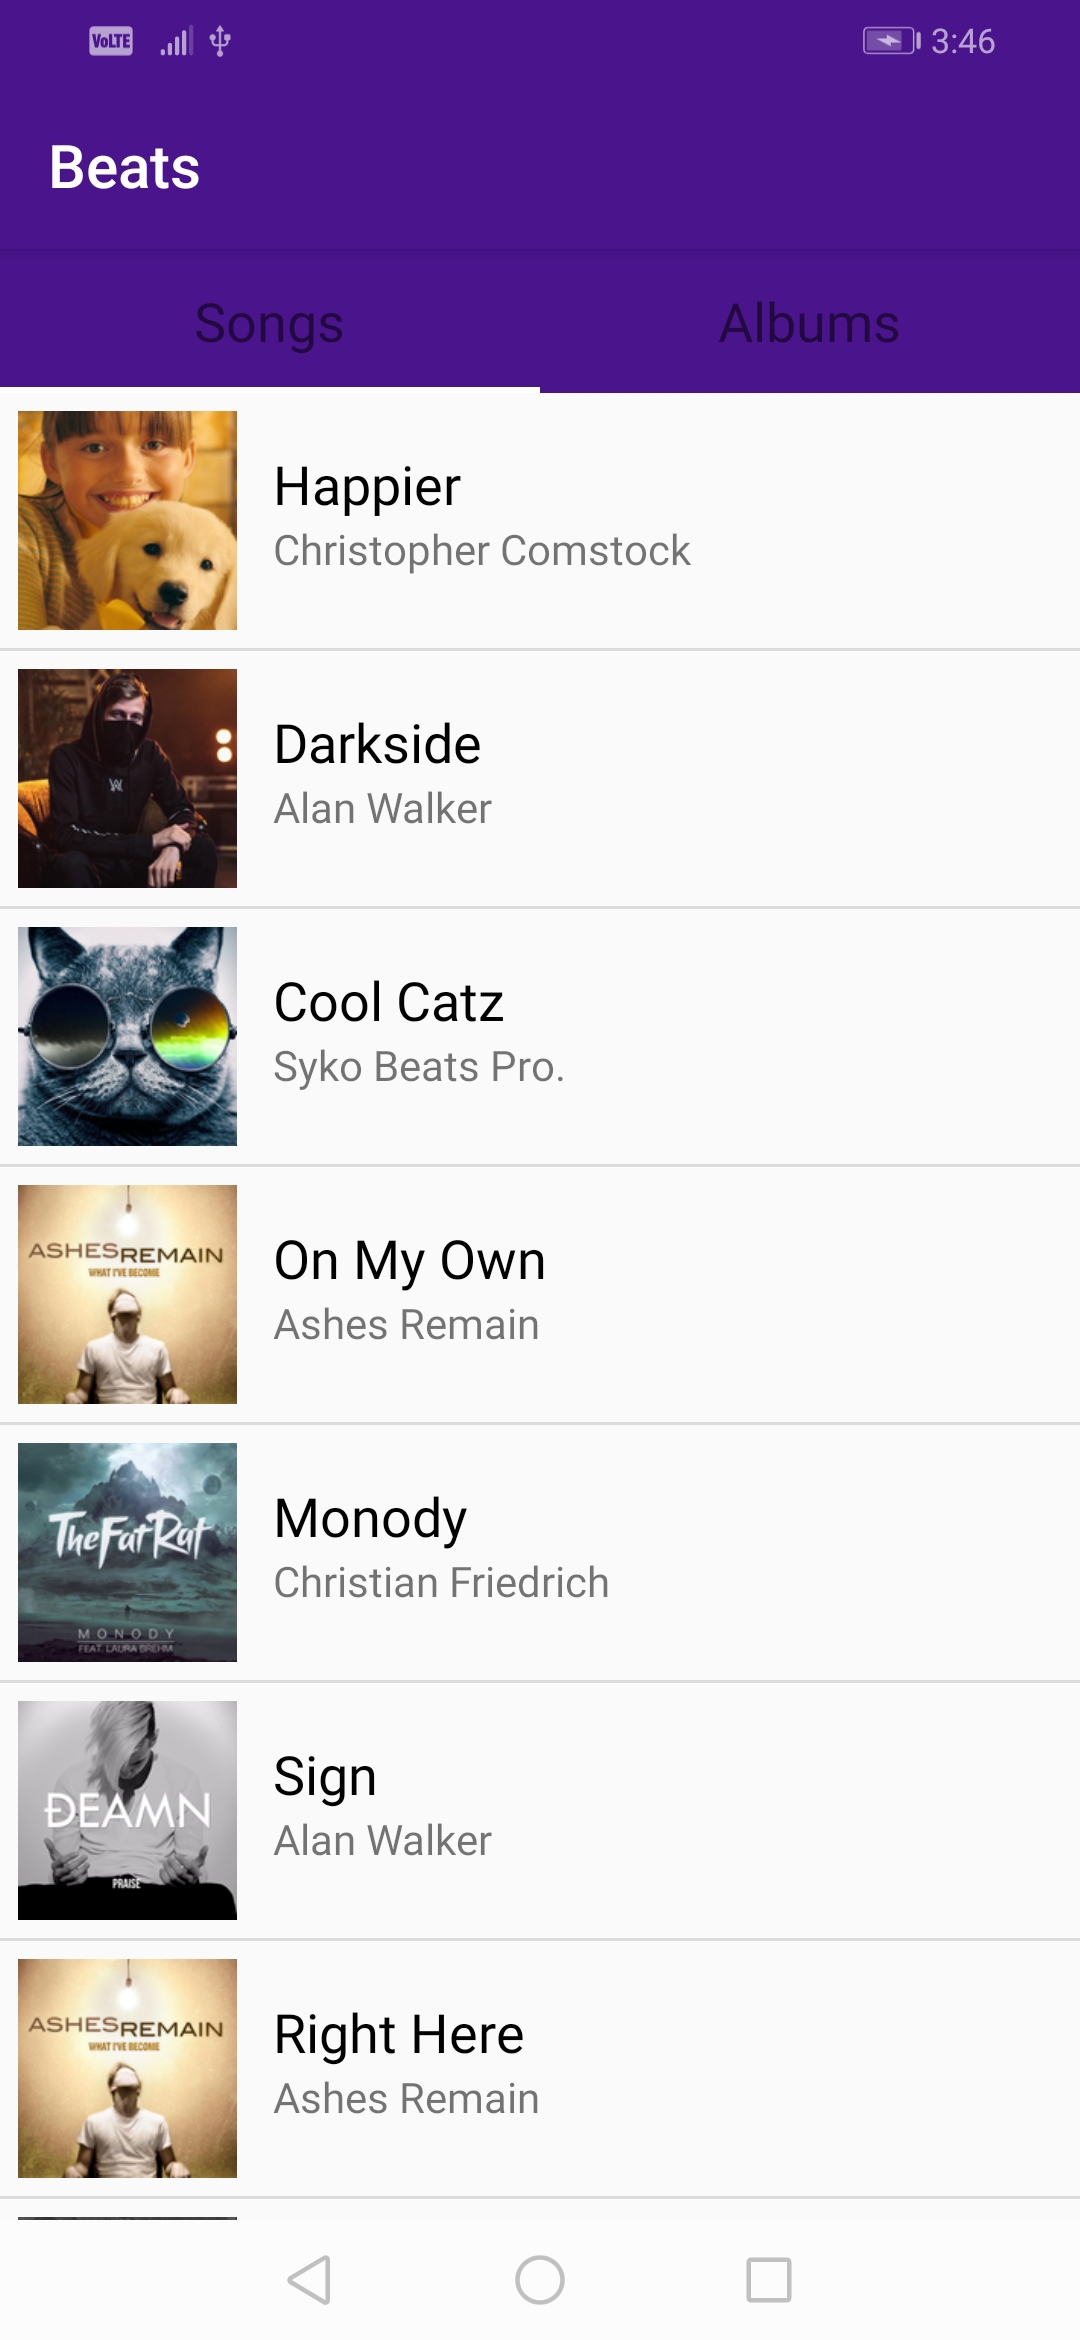 VoLTE 3:46
Beats
Songs Albums
Happier
Christopher Comstock
Darkside
Alan Walker
Cool Catz
Syko Beats Pro.
ASHES REMAIN
WHAT I'VE BECOME
On My Own
Ashes Remain
TheFatRat
MONODY
FEAT. LAURA BREHM
Monody
Christian Friedrich
ĐEAMN
PRAISE
Sign
Alan Walker
ASHES REMAIN
WHAT I'VE BECOME
Right Here
Ashes Remain